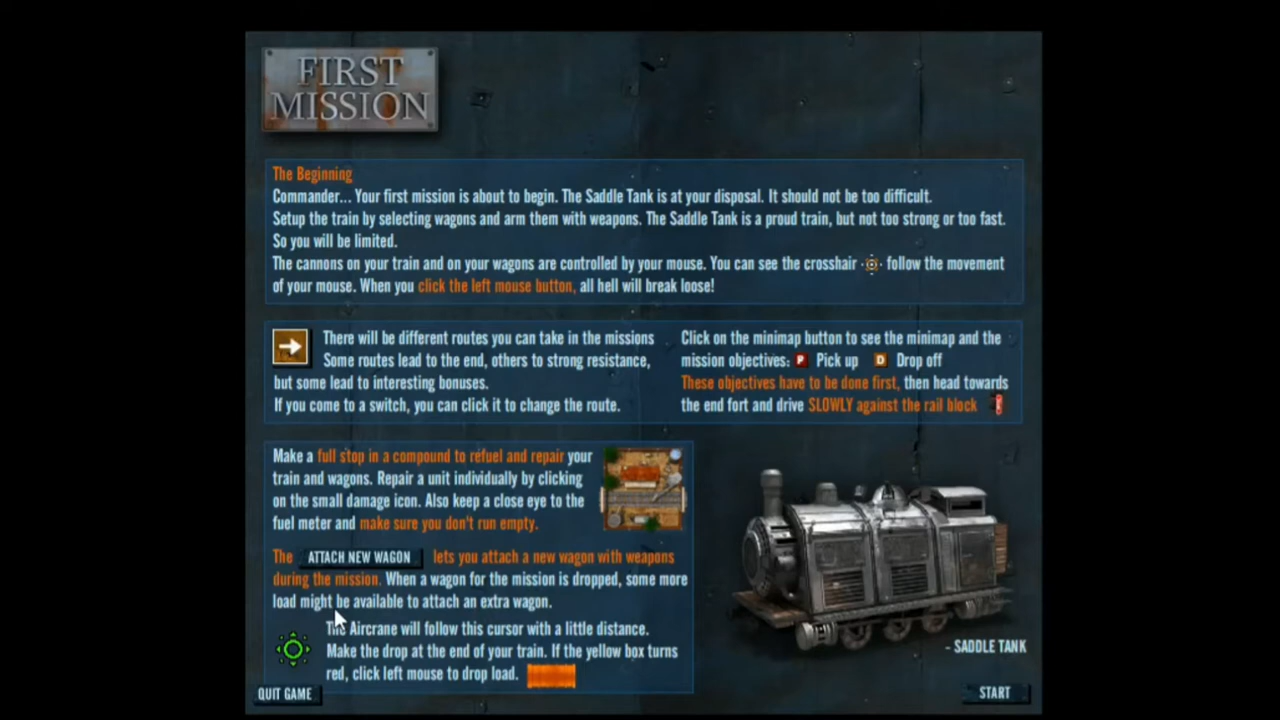 FIRST
MISSION
The Beginning
Commander... Your first mission is about to begin. The Saddle Tank is at your disposal. It should not be too difficult.
Setup the train by selecting wagons and arm them with weapons. The Saddle Tank is a proud train, but not too strong or too fast.
So you will be limited.
The cannons on your train and on your wagons are controlled by your mouse. You can see the crosshair follow the movement
of your mouse. When you click the left mouse button, all hell will break loose!
There will be different routes you can take in the missions
Some routes lead to the end, others to strong resistance,
but some lead to interesting bonuses.
If you come to a switch, you can click it to change the route.
Click on the minimap button to see the minimap and the
mission objectives: P Pick up D Drop off
These objectives have to be done first, then head towards
the end fort and drive SLOWLY against the rail block
Make a full stop in a compound to refuel and repair your
train and wagons. Repair a unit individually by clicking
on the small damage icon. Also keep a close eye to the
fuel meter and make sure you don't run empty.
The ATTACH NEW WAGON lets you attach a new wagon with weapons
during the mission. When a wagon for the mission is dropped, some more
load might be available to attach an extra wagon.
The Aircrane will follow this cursor with a little distance.
Make the drop at the end of your train. If the yellow box turns
red, click left mouse to drop load.
- SADDLE TANK
QUIT GAME
START